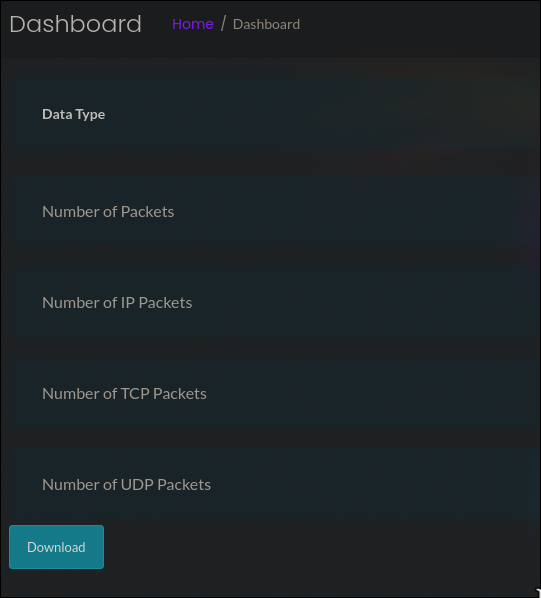 Dashboard Home / Dashboard
Data Type
Number of Packets
Number of IP Packets
Number of TCP Packets
Number of UDP Packets
Download